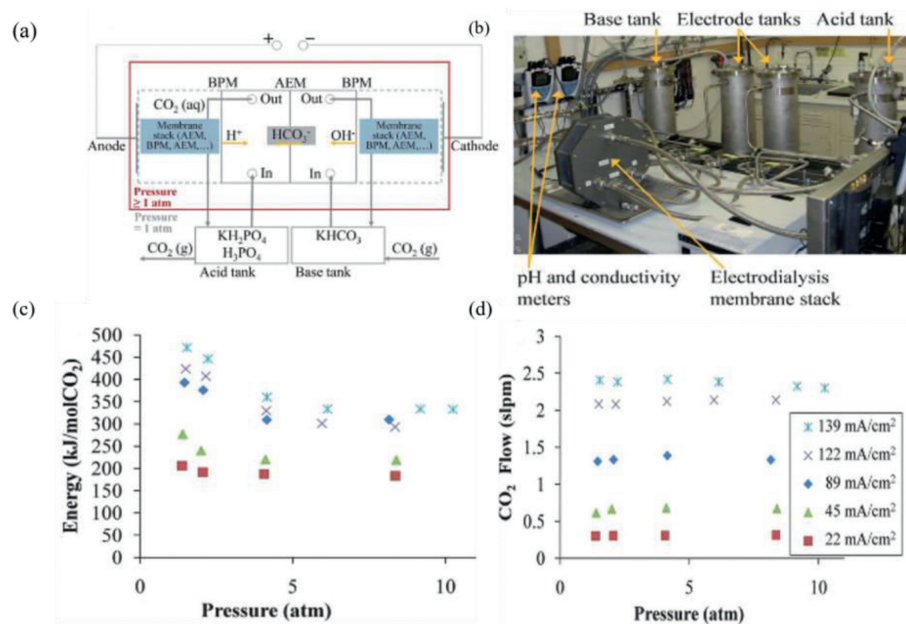 (a)
+ −
BPM AEM BPM
CO2 (aq) Out Out
Membrane stack (AEM, BPM, AEM,...)
H+ HCO3- OH-
Membrane stack (AEM, BPM, AEM,...)
Anode Cathode
In In
Pressure
≥ 1 atm
Pressure
= 1 atm
KH2PO4
H3PO4
KHCO3
CO2 (g) CO2 (g)
Acid tank Base tank
(b)
Base tank Electrode tanks Acid tank
pH and conductivity
meters
Electrodialysis
membrane stack
(c)
Energy (kJ/molCO2)
500
450
400
350
300
250
200
150
100
50
0
0 5 10
Pressure (atm)
(d)
CO2 Flow (slpm)
3
2.5
2
1.5
1
0.5
0
0 5 10
Pressure (atm)
139 mA/cm2
122 mA/cm2
89 mA/cm2
45 mA/cm2
22 mA/cm2